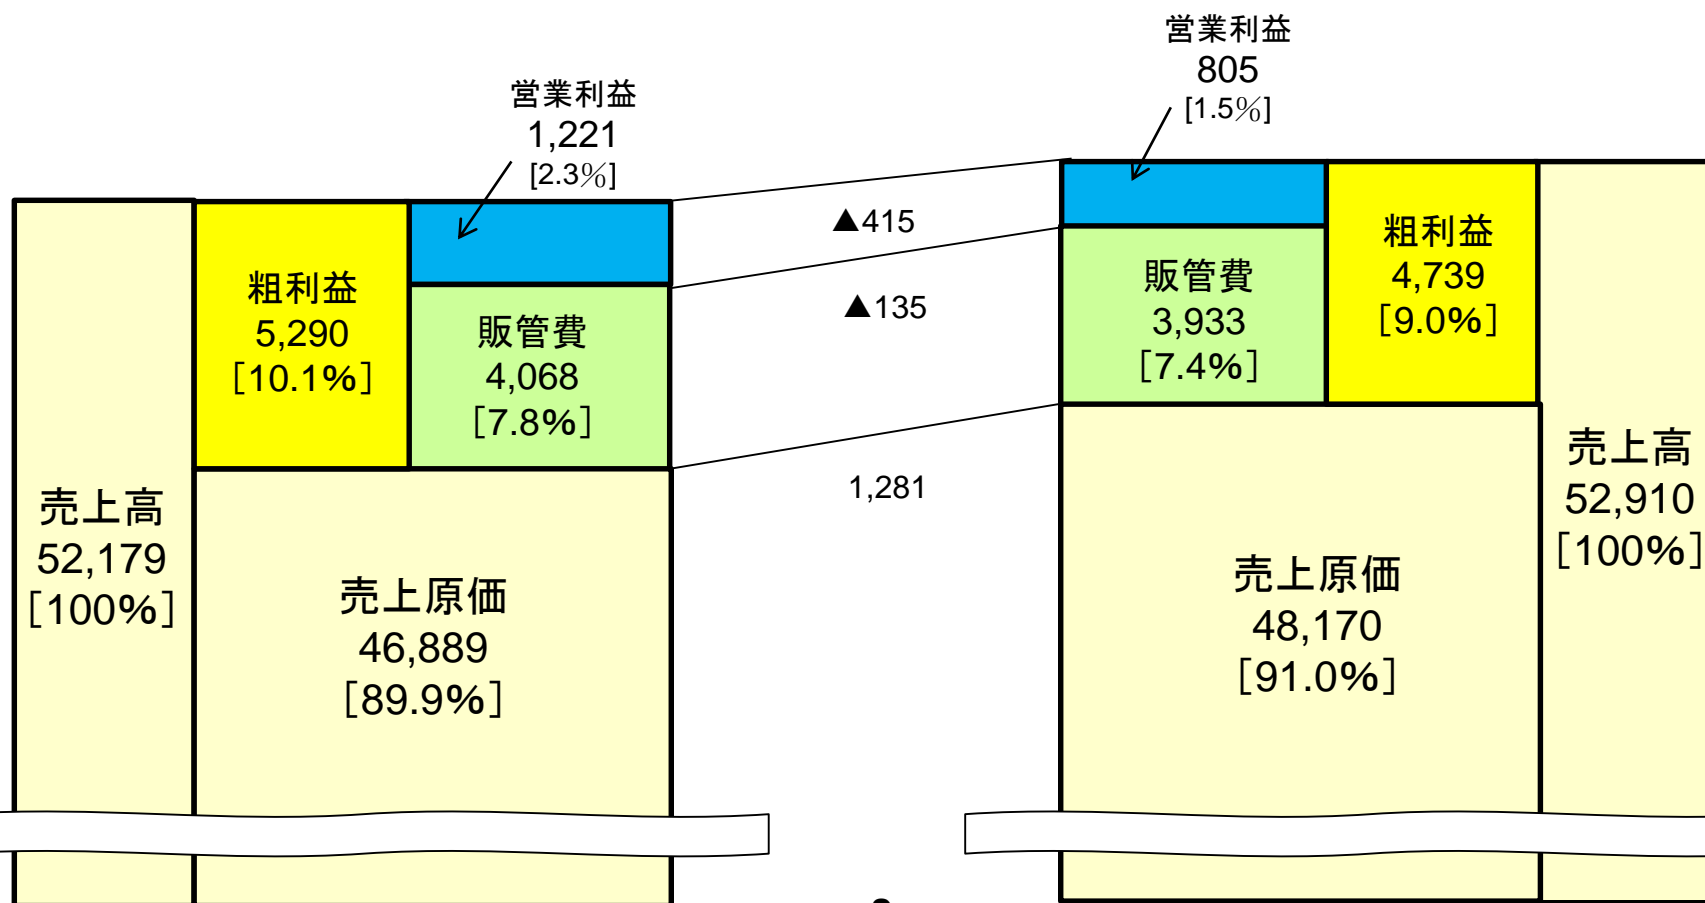 営業利益
1,221
[2.3%]
売上高
52,179
[100%]
粗利益
5,290
[10.1%]
販管費
4,068
[7.8%]
売上原価
46,889
[89.9%]
▲415
▲135
1,281
営業利益
805
[1.5%]
販管費
3,933
[7.4%]
粗利益
4,739
[9.0%]
売上原価
48,170
[91.0%]
売上高
52,910
[100%]